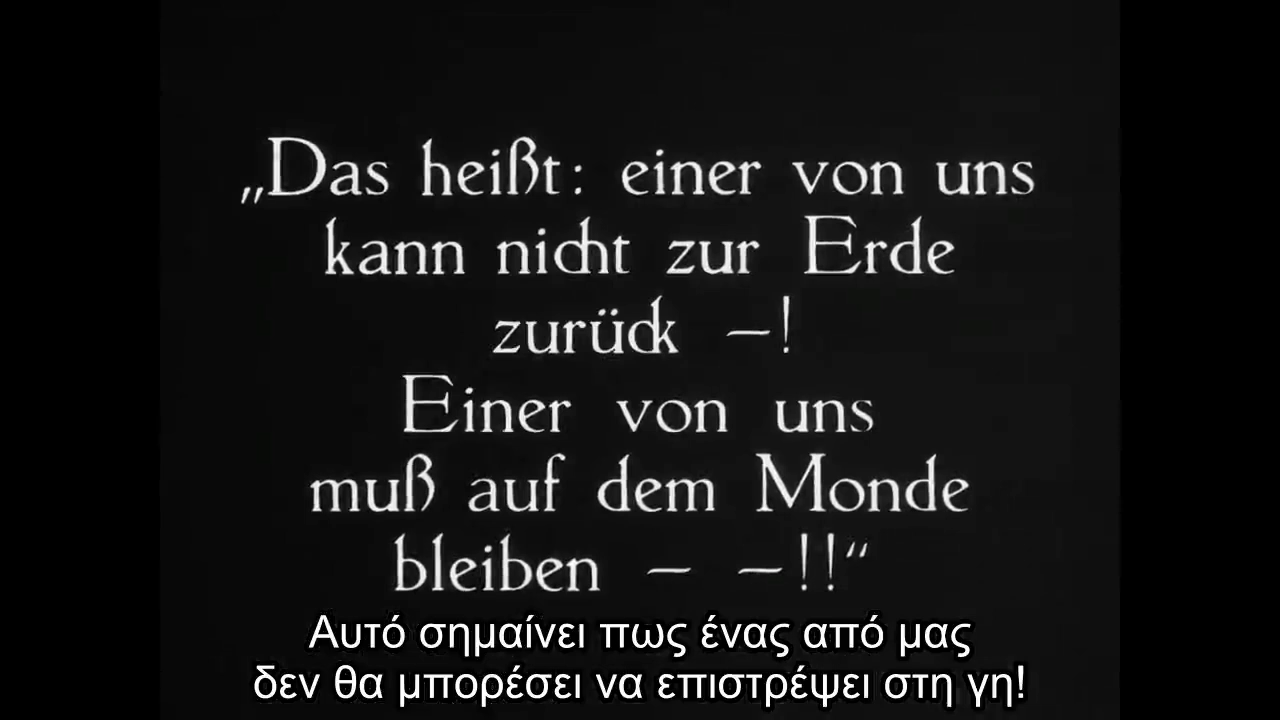 „Das heißt: einer von uns
kann nicht zur Erde
zurück –!
Einer von uns
muß auf dem Monde
bleiben – –!!“
Αυτό σημαίνει πως ένας από μας
δεν θα μπορέσει να επιστρέψει στη γη!